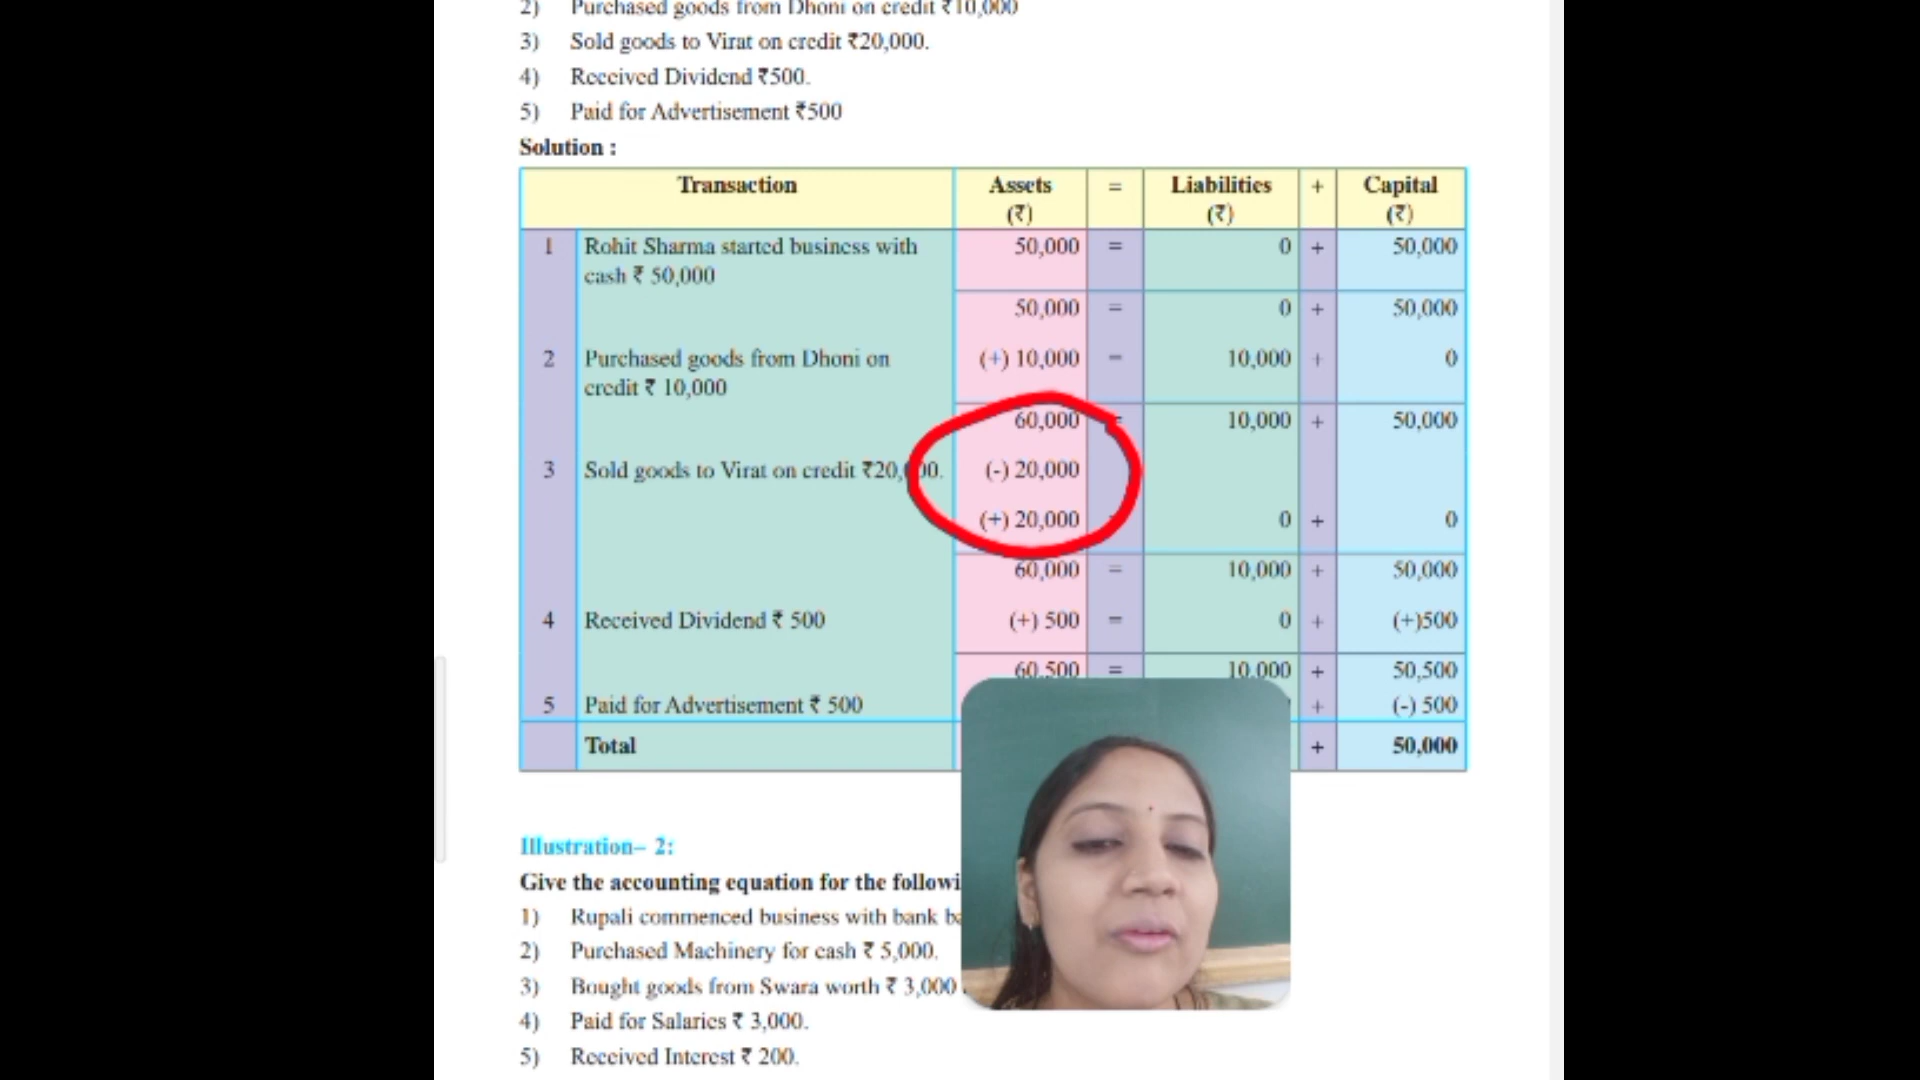 2) Purchased goods from Dhoni on credit ₹10,000
3) Sold goods to Virat on credit ₹20,000.
4) Received Dividend ₹500.
5) Paid for Advertisement ₹500
Solution :
Transaction Assets = Liabilities + Capital
(₹) (₹) (₹)
1 Rohit Sharma started business with 50,000 = 0 + 50,000
cash ₹ 50,000
50,000 = 0 + 50,000
2 Purchased goods from Dhoni on (+) 10,000 = 10,000 + 0
credit ₹ 10,000
60,000 = 10,000 + 50,000
3 Sold goods to Virat on credit (-) 20,000
(+) 20,000 0 + 0
60,000 = 10,000 + 50,000
4 Received Dividend ₹ 500 (+) 500 = 0 + (+)500
60,500 = 10,000 + 50,500
5 Paid for Advertisement ₹ 500 + (-) 500
Total + 50,000
Illustration– 2:
Give the accounting equation for the
1) Rupali commenced business with bank
2) Purchased Machinery for cash ₹ 5,000.
3) Bought goods from Swara worth ₹ 3,000
4) Paid for Salaries ₹ 3,000.
5) Received Interest ₹ 200.